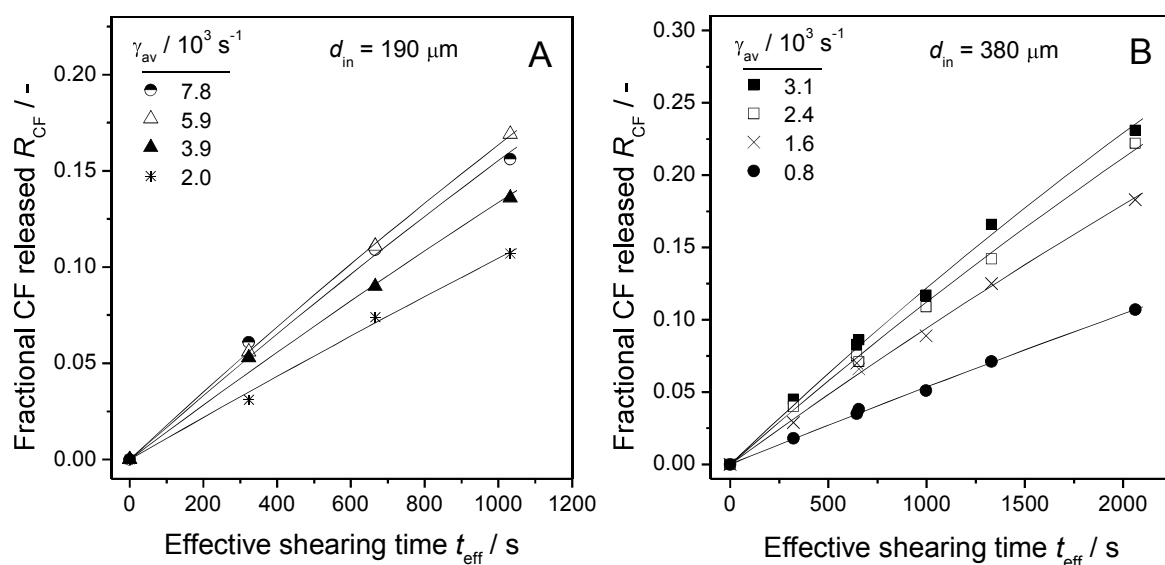 γav / 10³ s-1
din = 190 μm
A
7.8
5.9
3.9
2.0
0.20
0.15
0.10
0.05
0.00
0 200 400 600 800 1000 1200
Fractional CF released RCF / -
Effective shearing time teff / s
γav / 10³ s-1
din = 380 μm
B
3.1
2.4
1.6
0.8
0.30
0.25
0.20
0.15
0.10
0.05
0.00
0 500 1000 1500 2000
Fractional CF released RCF / -
Effective shearing time teff / s